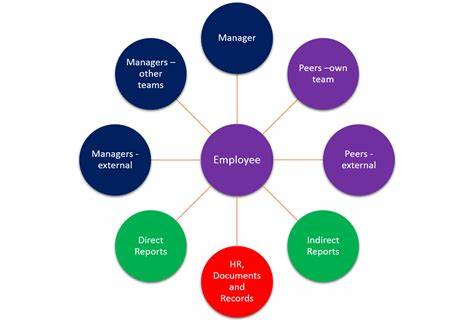 Manager
Managers –
other
teams
Peers –own
team
Managers -
external
Employee
Peers -
external
Direct
Reports
Indirect
Reports
HR,
Documents
and
Records